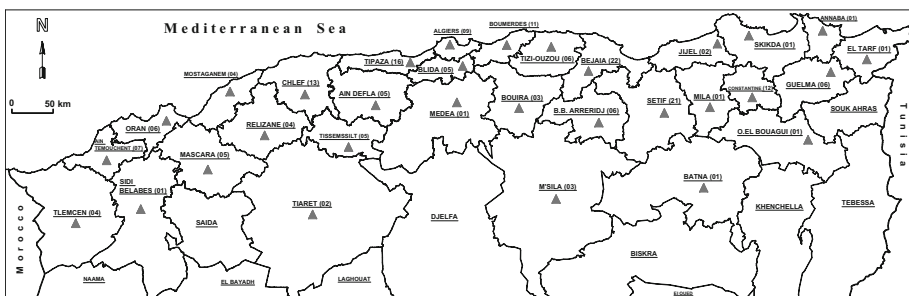 Mediterranean Sea
N
0 50 km
ANNABA (01)
BOUMERDES (11)
ALGIERS (09)
SKIKDA (01)
JIJEL (02)
EL TARF (01)
TIPAZA (16)
BLIDA (05)
TIZI-OUZOU (06)
BEJAIA (22)
MOSTAGANEM (04)
CHLEF (13)
AIN DEFLA (05)
GUELMA (06)
CONSTANTINE (12)
MEDEA (01)
BOUIRA (03)
B.B. ARRERIDJ (06)
SETIF (21)
MILA (01)
SOUK AHRAS
ORAN (06)
RELIZANE (04)
TISSEMSSILT (05)
O.EL BOUAGUI (01)
AIN
TEMOUCHENT (07)
MASCARA (05)
SIDI
BELABES (01)
TLEMCEN (04)
SAIDA
TIARET (02)
DJELFA
M'SILA (03)
BATNA (01)
KHENCHELLA
TEBESSA
BISKRA
NAAMA
EL BAYADH
LAGHOUAT
El OUED
Morocco
Tunisia